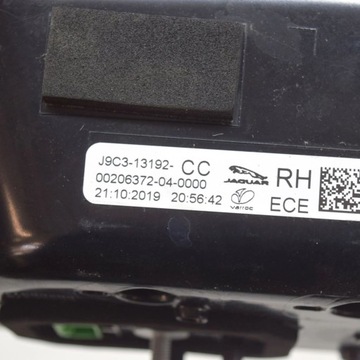 J9C3-13192- CC JAGUAR RH
00206372-04-0000
21:10:2019 20:56:42 Valeo ECE